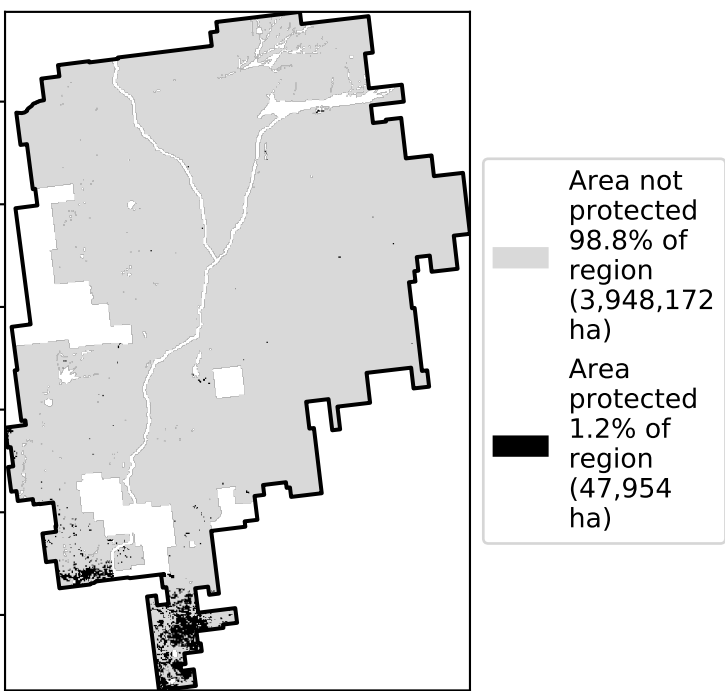 Area not
protected
98.8% of
region
(3,948,172
ha)
Area
protected
1.2% of
region
(47,954
ha)